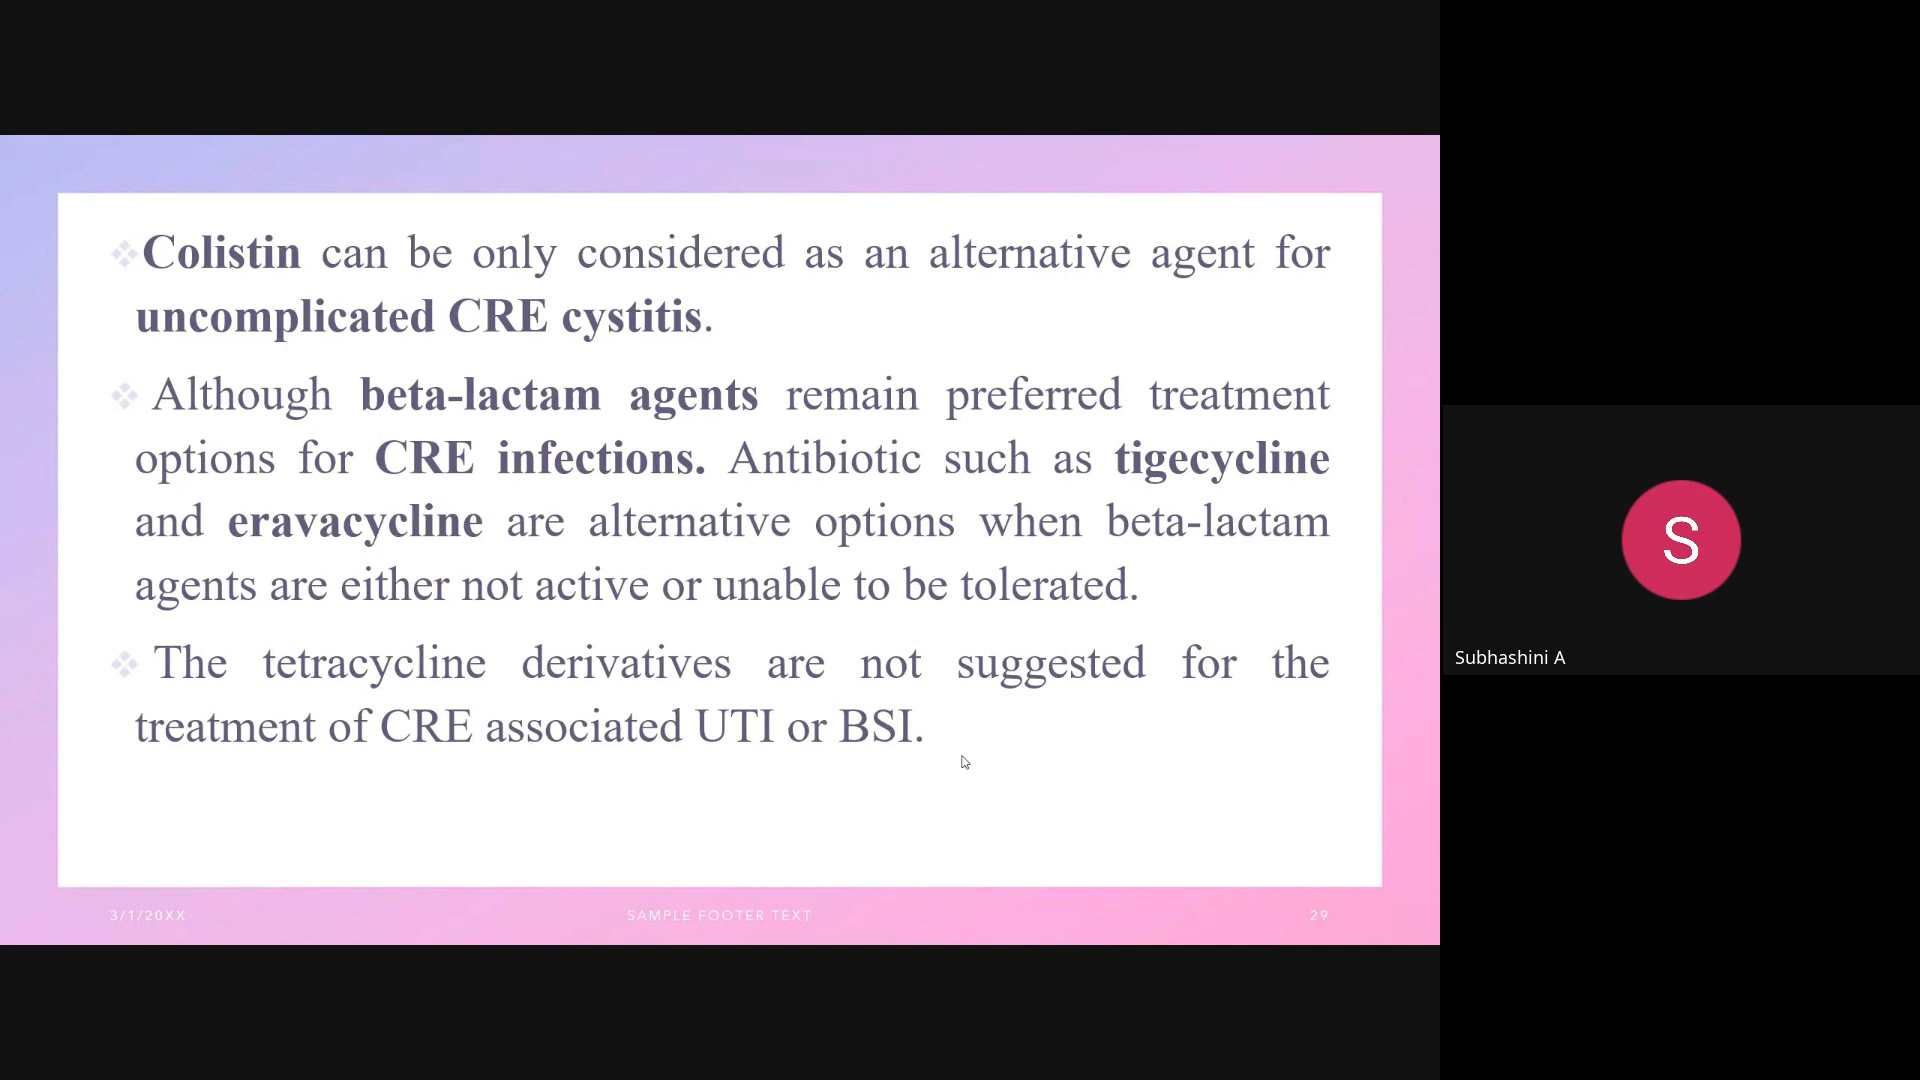 Colistin can be only considered as an alternative agent for
uncomplicated CRE cystitis.
Although beta-lactam agents remain preferred treatment
options for CRE infections. Antibiotic such as tigecycline
and eravacycline are alternative options when beta-lactam
agents are either not active or unable to be tolerated.
The tetracycline derivatives are not suggested for the
treatment of CRE associated UTI or BSI.
3/1/20XX
SAMPLE FOOTER TEXT
29
S
Subhashini A